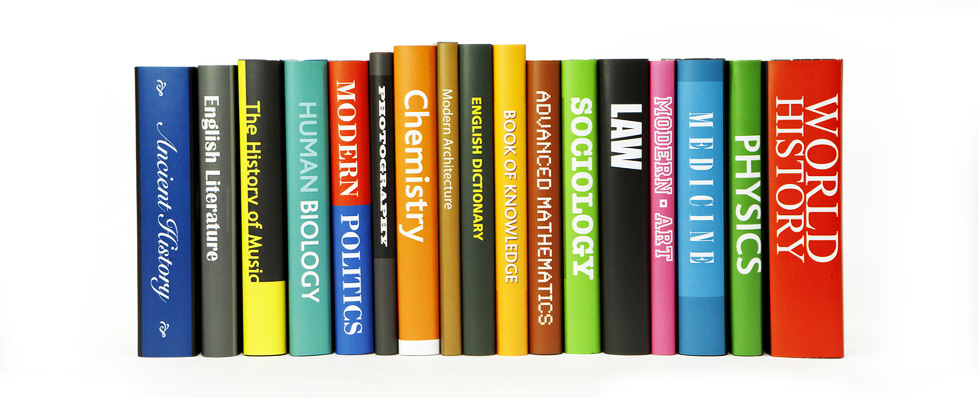 Ancient History
English Literature
The History of Music
HUMAN BIOLOGY
MODERN POLITICS
PHOTOGRAPHY
Chemistry
Modern Architecture
ENGLISH DICTIONARY
BOOK OF KNOWLEDGE
ADVANCED MATHEMATICS
SOCIOLOGY
LAW
MODERN • ART
MEDICINE
PHYSICS
WORLD
HISTORY